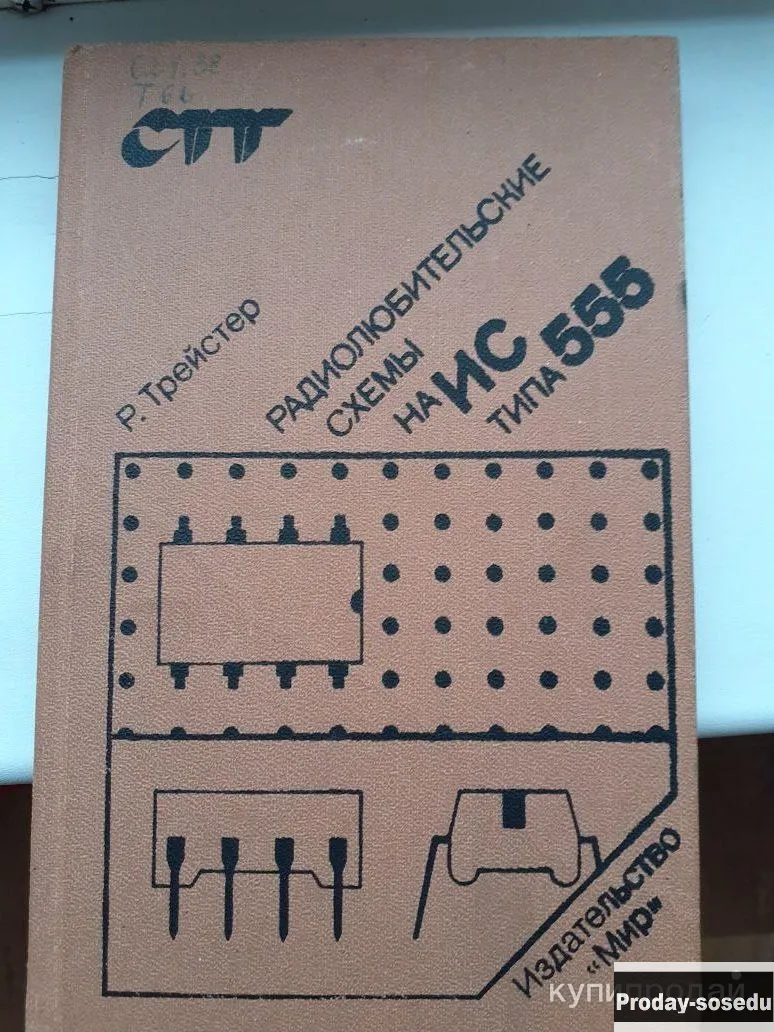 СТТ
Р. Трейстер
РАДИОЛЮБИТЕЛЬСКИЕ
СХЕМЫ
НА ИС
ТИПА 555
Издательство
«Мир»
купипродай
Proday-sosedu